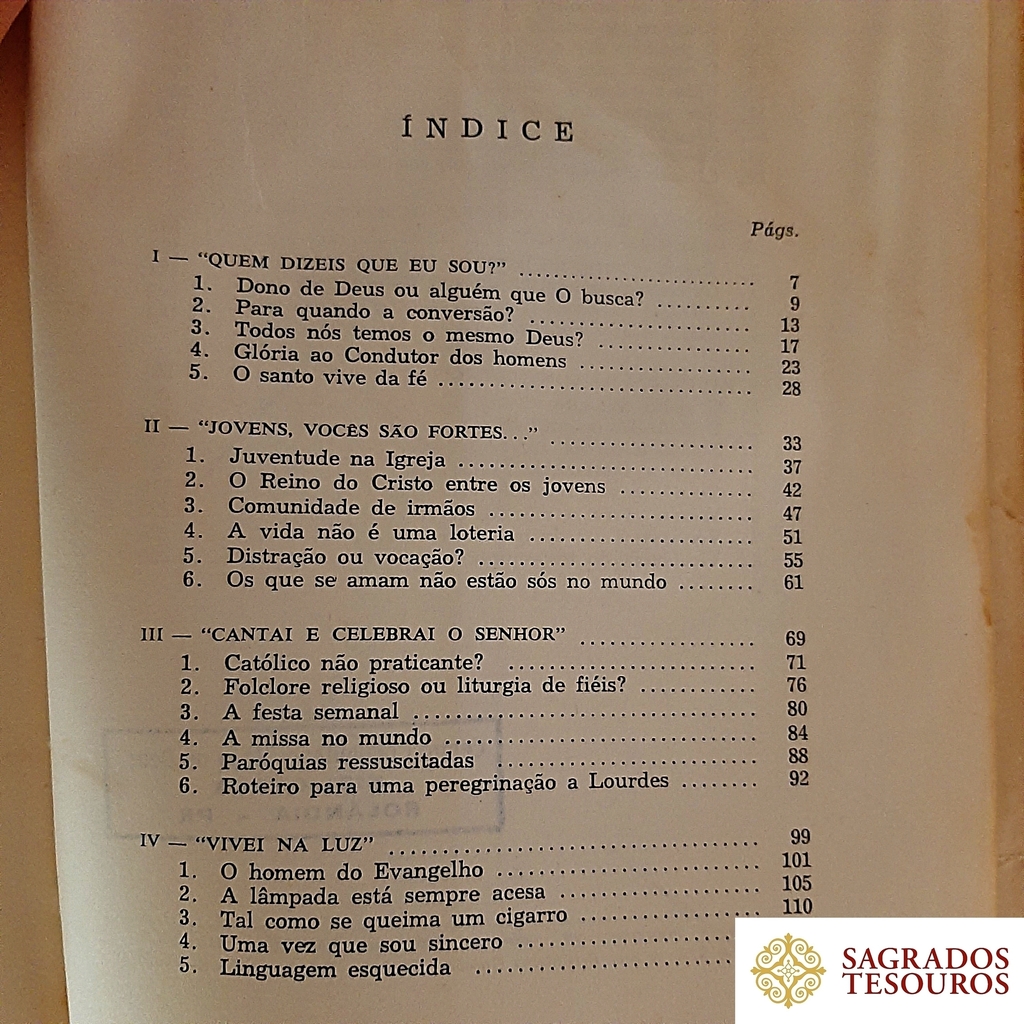 ÍNDICE
Págs.
I — “QUEM DIZEIS QUE EU SOU?” .......................... 7
1. Dono de Deus ou alguém que O busca? .......... 9
2. Para quando a conversão? ........................ 13
3. Todos nós temos o mesmo Deus? ................ 17
4. Glória ao Condutor dos homens .................. 23
5. O santo vive da fé ................................ 28
II — “JOVENS, VOCÊS SÃO FORTES...” ...................... 33
1. Juventude na Igreja .............................. 37
2. O Reino do Cristo entre os jovens .............. 42
3. Comunidade de irmãos .......................... 47
4. A vida não é uma loteria ........................ 51
5. Distração ou vocação? ............................ 55
6. Os que se amam não estão sós no mundo ........ 61
III — “CANTAI E CELEBRAI O SENHOR” .................... 69
1. Católico não praticante? .......................... 71
2. Folclore religioso ou liturgia de fiéis? ............ 76
3. A festa semanal .................................. 80
4. A missa no mundo ................................ 84
5. Paróquias ressuscitadas .......................... 88
6. Roteiro para uma peregrinação a Lourdes ........ 92
IV — “VIVEI NA LUZ” ...................................... 99
1. O homem do Evangelho ............................ 101
2. A lâmpada está sempre acesa .................... 105
3. Tal como se queima um cigarro .................. 110
4. Uma vez que sou sincero ........................
5. Linguagem esquecida ............................
ROLANDIA - PR
SAGRADOS
TESOUROS